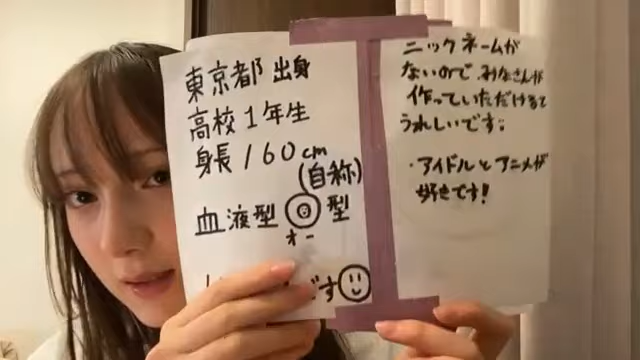 東京都出身
高校1年生
身長160cm
(自称)
血液型O型
オー
です
ニックネームが
ないので、みなさんが
作っていただけると
うれしいです。
・アイドルとアニメが
好きです!